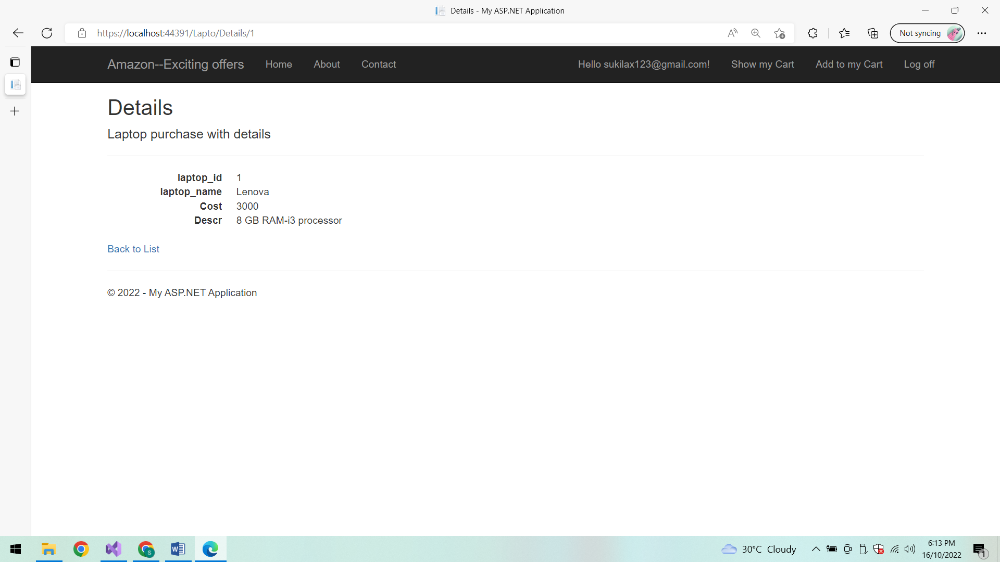 Details - My ASP.NET Application
https://localhost:44391/Lapto/Details/1
Not syncing
Amazon--Exciting offers Home About Contact Hello sukilax123@gmail.com! Show my Cart Add to my Cart Log off
Details
Laptop purchase with details
laptop_id 1
laptop_name Lenova
Cost 3000
Descr 8 GB RAM-i3 processor
Back to List
© 2022 - My ASP.NET Application
30°C Cloudy
6:13 PM
16/10/2022
1